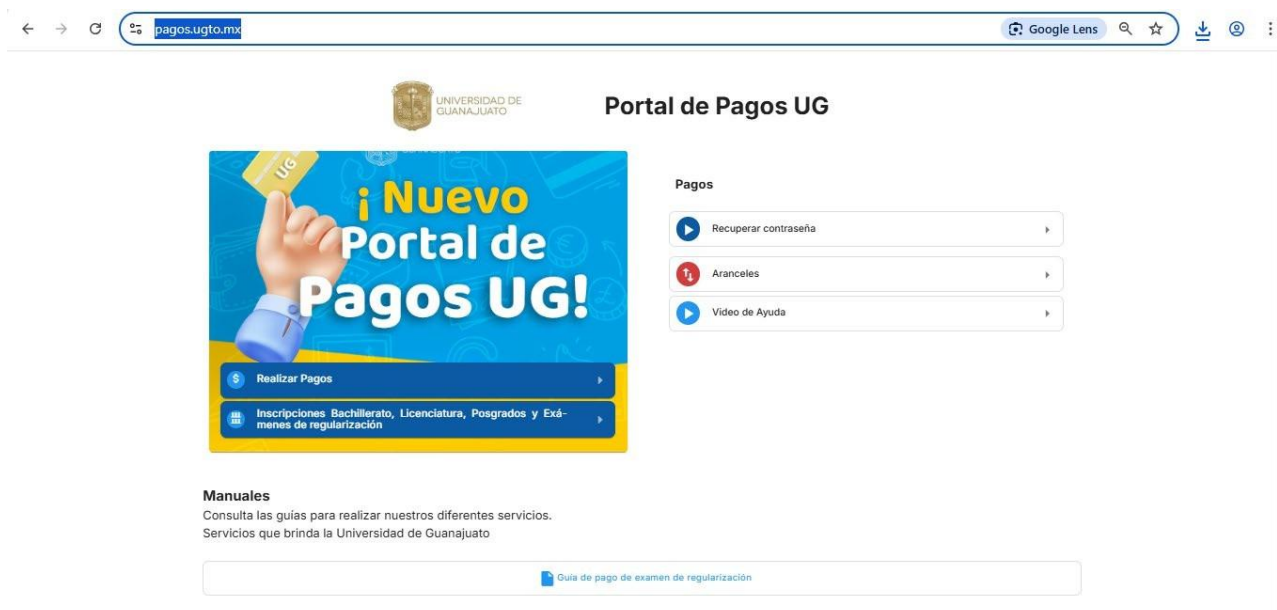 pagos.ugto.mx
Google Lens
UNIVERSIDAD DE
GUANAJUATO
Portal de Pagos UG
UG
¡Nuevo
Portal de
Pagos UG!
Realizar Pagos
Inscripciones Bachillerato, Licenciatura, Posgrados y Exá-
menes de regularización
Pagos
Recuperar contraseña
Aranceles
Video de Ayuda
Manuales
Consulta las guías para realizar nuestros diferentes servicios.
Servicios que brinda la Universidad de Guanajuato
Guía de pago de examen de regularización